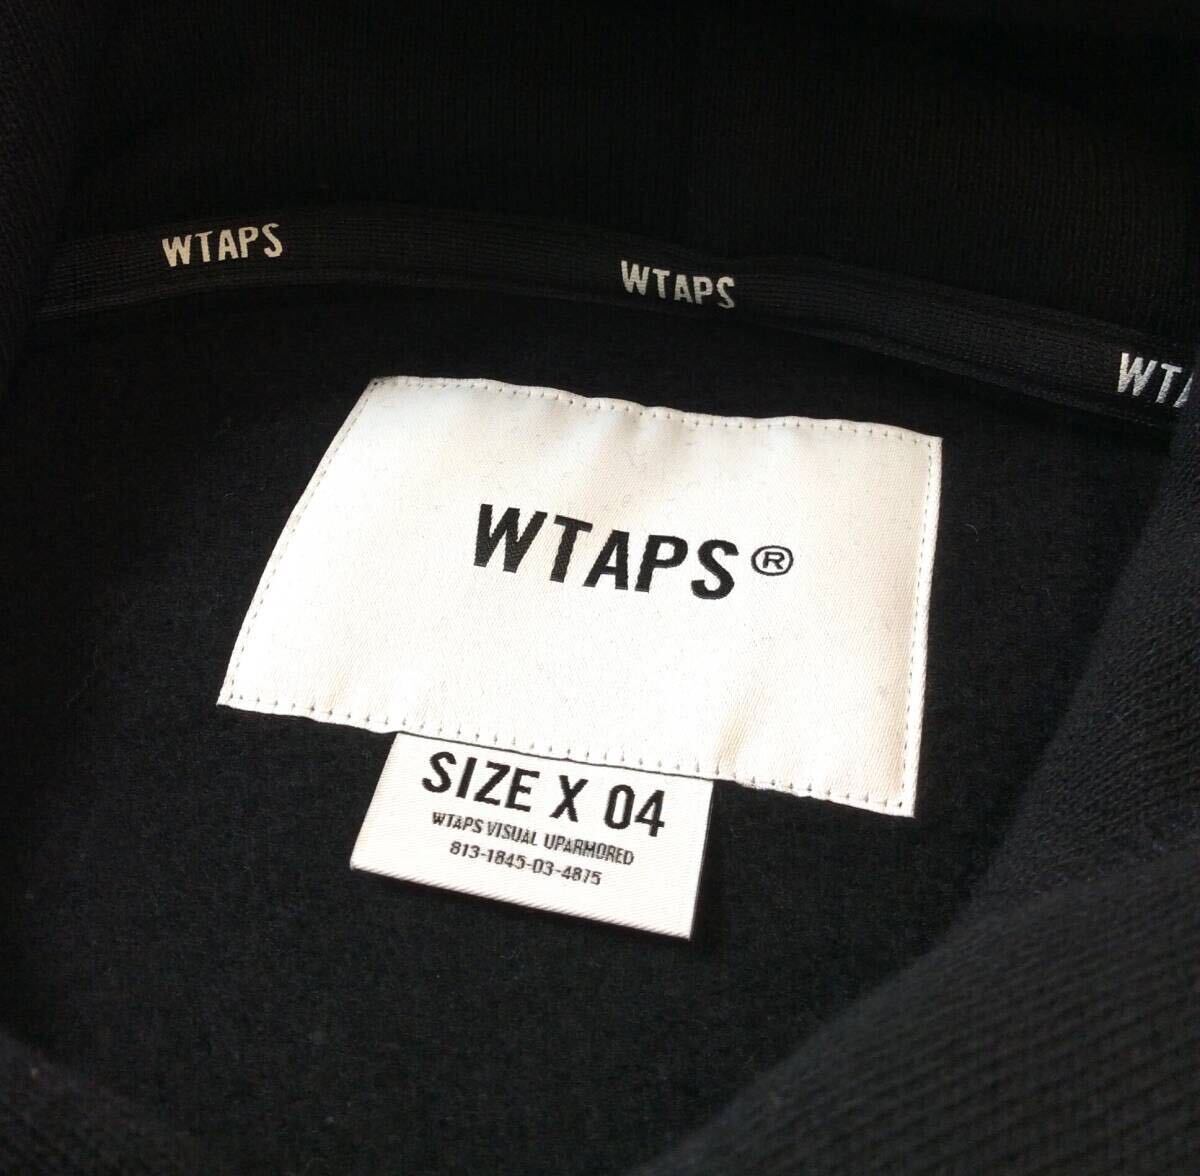 WTAPS
WTAPS
WTA
WTAPS®
SIZE X 04
WTAPS VISUAL UPARMORED
813-1845-03-4875